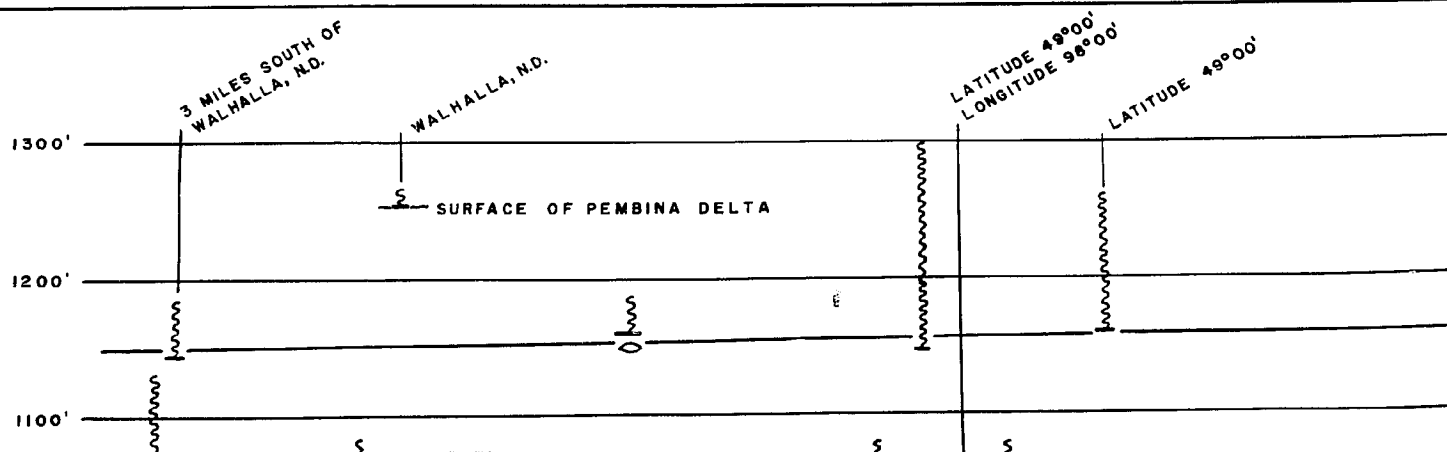 3 MILES SOUTH OF
WALHALLA, N.D.
WALHALLA, N.D.
LATITUDE 49°00'
LONGITUDE 98°00'
LATITUDE 49°00'
1300'
SURFACE OF PEMBINA DELTA
1200'
1100'